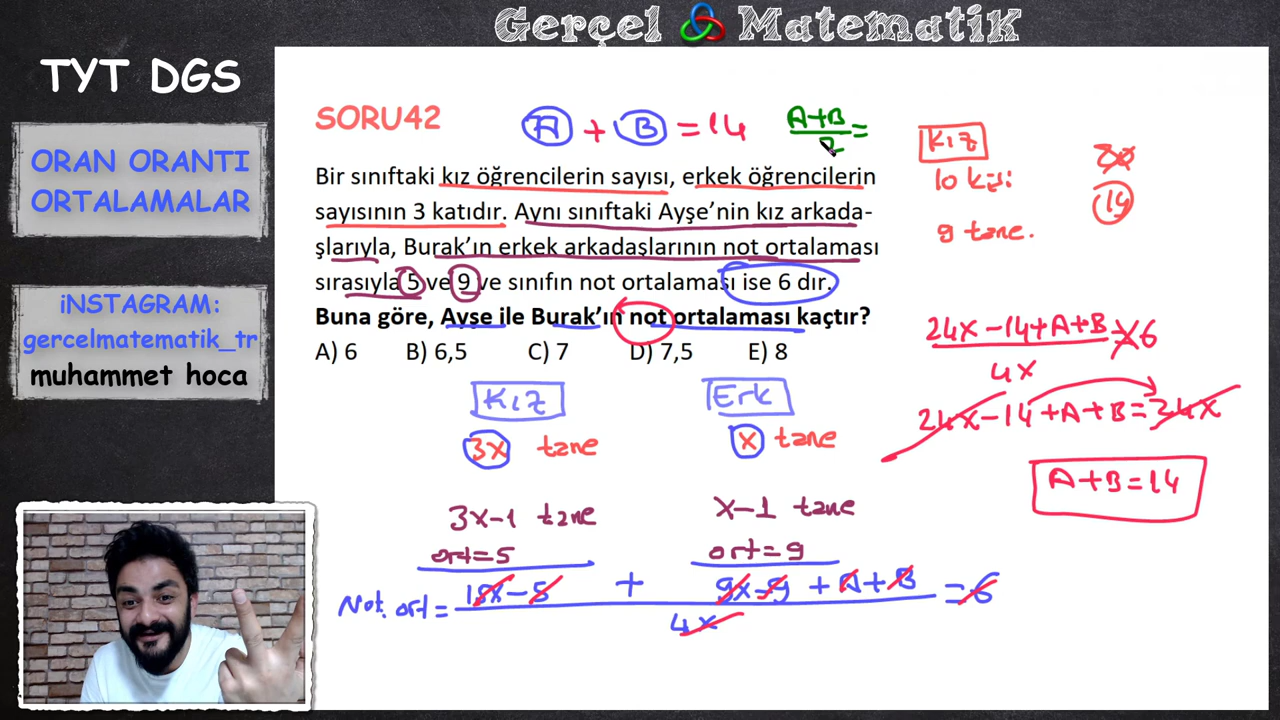 Gerçel Matematik
TYT DGS
ORAN ORANTI
ORTALAMALAR
iNSTAGRAM:
gercelmatematik_tr
muhammet hoca
SORU42
A + B = 14
A+B/2 =
Bir sınıftaki kız öğrencilerin sayısı, erkek öğrencilerin
sayısının 3 katıdır. Aynı sınıftaki Ayşe’nin kız arkada-
şlarıyla, Burak’ın erkek arkadaşlarının not ortalaması
sırasıyla 5 ve 9 ve sınıfın not ortalaması ise 6 dır.
Buna göre, Ayşe ile Burak’ın not ortalaması kaçtır?
A) 6 B) 6,5 C) 7 D) 7,5 E) 8
Kız
10 kişi
9 tane.
19
24x-14+A+B/4x = 6
24x-14+A+B=24x
A+B=14
Kız Erk
3x tane x tane
3x-1 tane x-1 tane
ort=5 ort=9
Not. ort = 15x-5 + 9x-9 + A+B = 6
4x